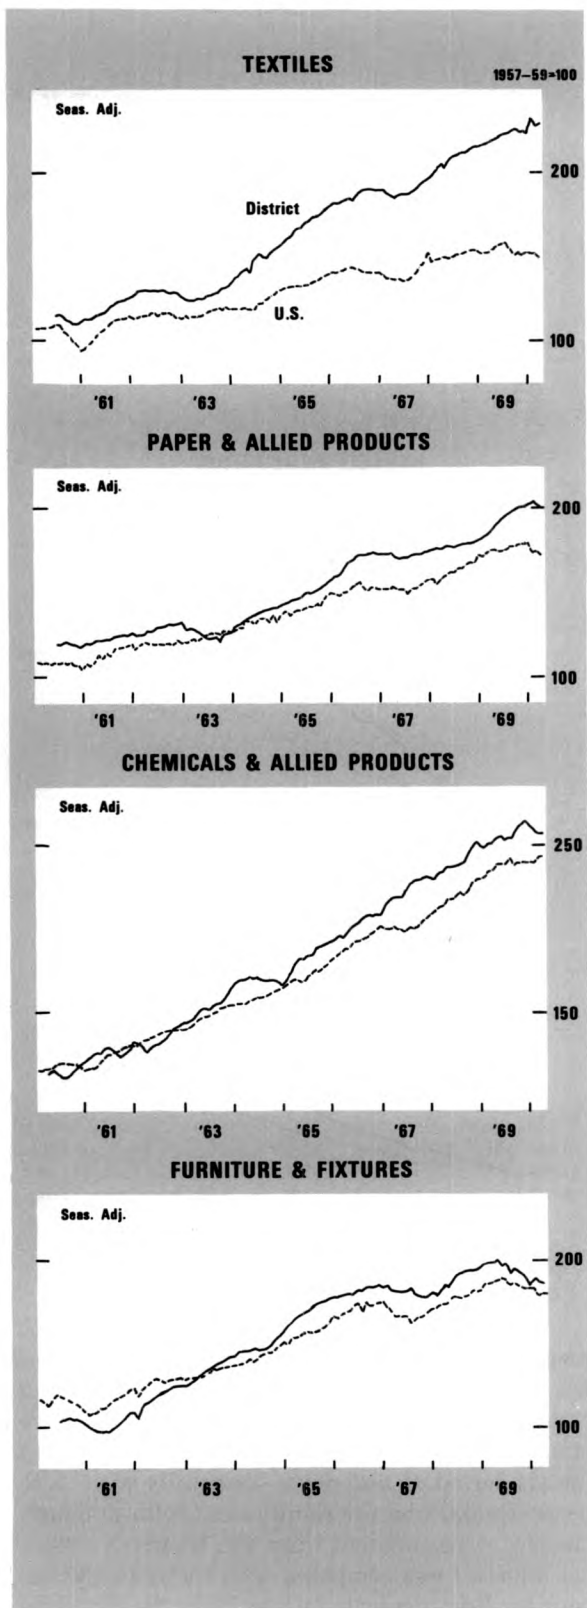 TEXTILES
1957–59=100
Seas. Adj.
200
District
U.S.
100
'61 '63 '65 '67 '69
PAPER & ALLIED PRODUCTS
Seas. Adj.
200
100
'61 '63 '65 '67 '69
CHEMICALS & ALLIED PRODUCTS
Seas. Adj.
250
150
'61 '63 '65 '67 '69
FURNITURE & FIXTURES
Seas. Adj.
200
100
'61 '63 '65 '67 '69